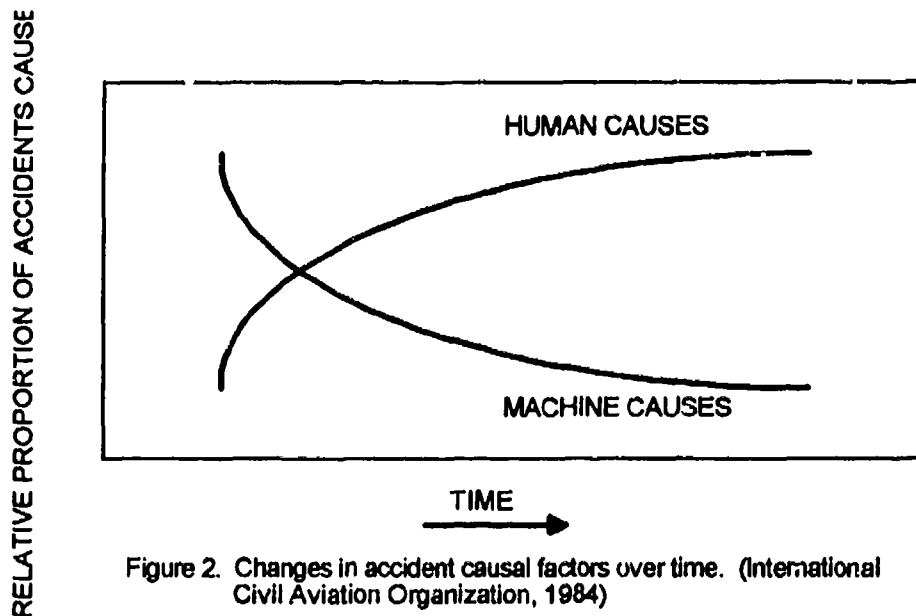 RELATIVE PROPORTION OF ACCIDENTS CAUSE
HUMAN CAUSES
MACHINE CAUSES
TIME
Figure 2. Changes in accident causal factors over time. (International
Civil Aviation Organization, 1984)